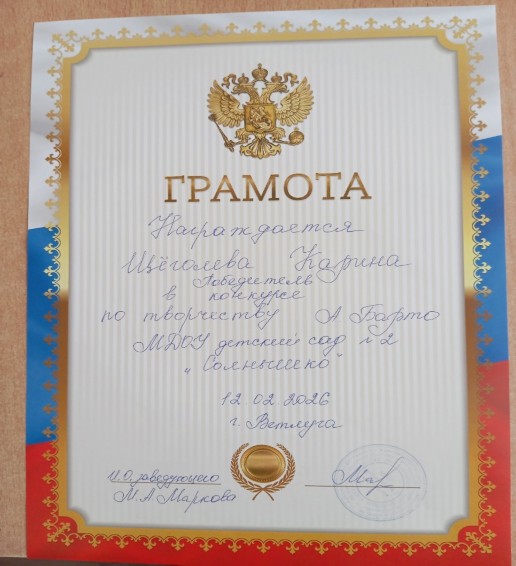 ГРАМОТА
Награждается
Щёголева Карина
Победитель
в конкурсе
по творчеству А Барто
МДОУ детский сад №2
„Солнышко"
12 02 2026
г. Ветлуга
И.О. заведующего
М.А Маркова